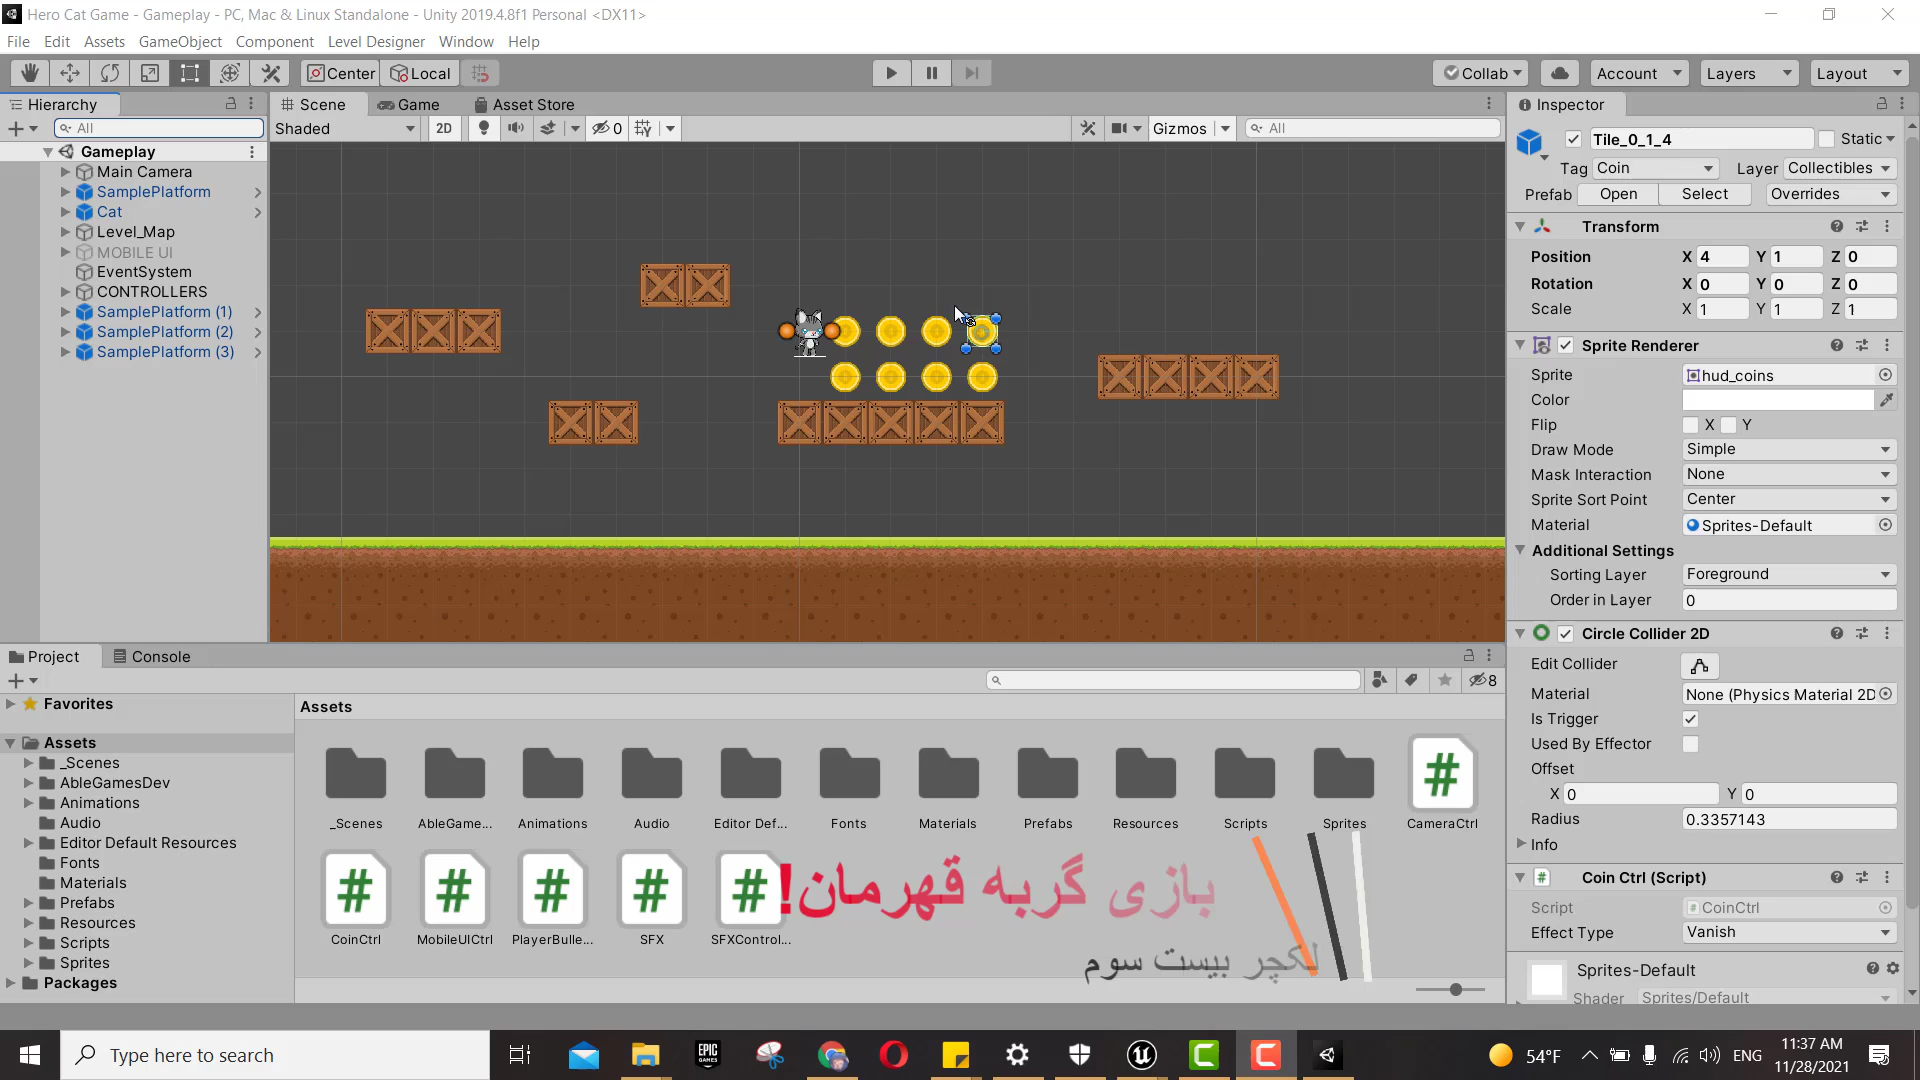 Hero Cat Game - Gameplay - PC, Mac & Linux Standalone - Unity 2019.4.8f1 Personal <DX11>
File Edit Assets GameObject Component Level Designer Window Help
Center Local Collab Account Layers Layout
Hierarchy Scene Game Asset Store Inspector
All Shaded 2D 0 Gizmos All
Gameplay
Main Camera
SamplePlatform
Cat
Level_Map
MOBILE UI
EventSystem
CONTROLLERS
SamplePlatform (1)
SamplePlatform (2)
SamplePlatform (3)
Tile_0_1_4 Static
Tag Coin Layer Collectibles
Prefab Open Select Overrides
Transform
Position X 4 Y 1 Z 0
Rotation X 0 Y 0 Z 0
Scale X 1 Y 1 Z 1
Sprite Renderer
Sprite hud_coins
Color
Flip X Y
Draw Mode Simple
Mask Interaction None
Sprite Sort Point Center
Material Sprites-Default
Additional Settings
Sorting Layer Foreground
Order in Layer 0
Circle Collider 2D
Edit Collider
Material None (Physics Material 2D
Is Trigger
Used By Effector
Offset
X 0 Y 0
Radius 0.3357143
Info
Coin Ctrl (Script)
Script CoinCtrl
Effect Type Vanish
Sprites-Default
Shader Sprites/Default
Project Console
8
Favorites
Assets
_Scenes
AbleGamesDev
Animations
Audio
Editor Default Resources
Fonts
Materials
Prefabs
Resources
Scripts
Sprites
Packages
Assets
_Scenes AbleGame... Animations Audio Editor Def... Fonts Materials Prefabs Resources Scripts Sprites CameraCtrl
CoinCtrl MobileUICtrl PlayerBulle... SFX SFXControl...
بازی گربه قهرمان!
لکچر بیست سوم
Type here to search
EPIC GAMES
54°F ENG
11:37 AM
11/28/2021